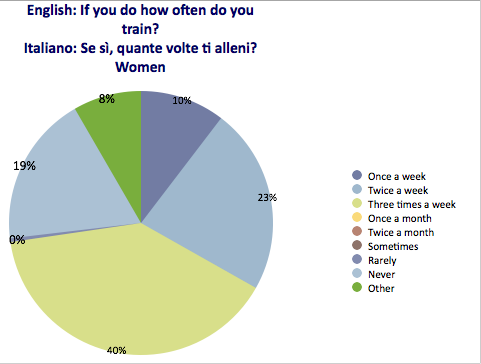 English: If you do how often do you
train?
Italiano: Se sì, quante volte ti alleni?
Women
8%
10%
19%
23%
0%
40%
Once a week
Twice a week
Three times a week
Once a month
Twice a month
Sometimes
Rarely
Never
Other